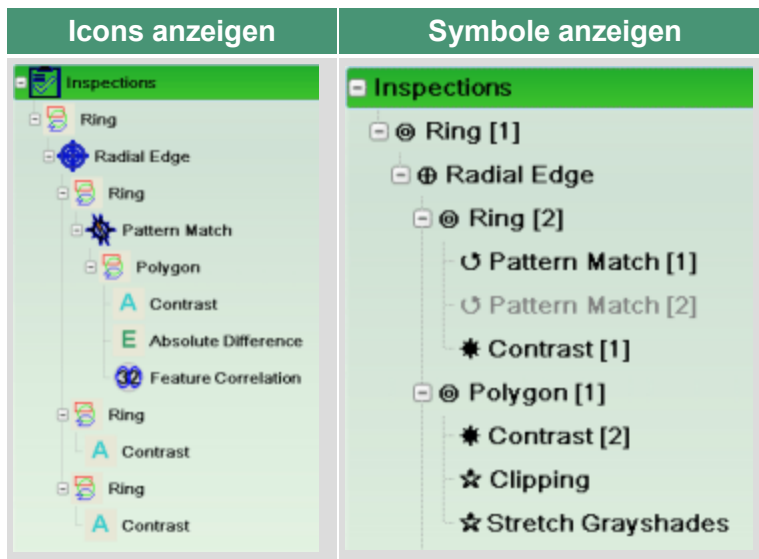 Icons anzeigen
Symbole anzeigen
Inspections
Ring
Radial Edge
Ring
Pattern Match
Polygon
A Contrast
E Absolute Difference
32 Feature Correlation
Ring
A Contrast
Ring
A Contrast
Inspections
Ring [1]
Radial Edge
Ring [2]
Pattern Match [1]
Pattern Match [2]
Contrast [1]
Polygon [1]
Contrast [2]
Clipping
Stretch Grayshades